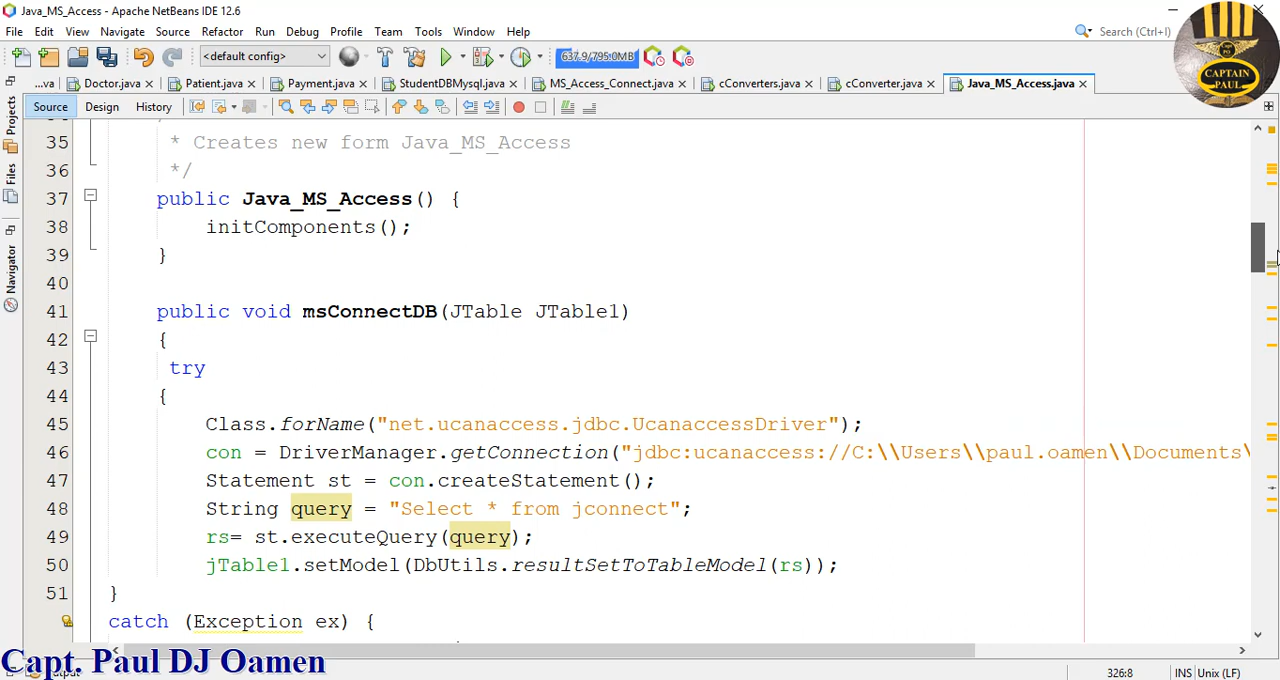 Java_MS_Access - Apache NetBeans IDE 12.6
File Edit View Navigate Source Refactor Run Debug Profile Team Tools Window Help
Search (Ctrl+I)
<default config>
637.9/795:0MB
CAPTAIN
PAUL
...va Doctor.java Patient.java Payment.java StudentDBMysql.java MS_Access_Connect.java cConverters.java cConverter.java Java_MS_Access.java
Source Design History
Projects
Files
Navigator
35 * Creates new form Java_MS_Access
36 */
37 public Java_MS_Access() {
38 initComponents();
39 }
40
41 public void msConnectDB(JTable JTable1)
42 {
43 try
44 {
45 Class.forName("net.ucanaccess.jdbc.UcanaccessDriver");
46 con = DriverManager.getConnection("jdbc:ucanaccess://C:\\Users\\paul.oamen\\Documents\
47 Statement st = con.createStatement();
48 String query = "Select * from jconnect";
49 rs= st.executeQuery(query);
50 jTable1.setModel(DbUtils.resultSetToTableModel(rs));
51 }
catch (Exception ex) {
Capt. Paul DJ Oamen
326:8 INS Unix (LF)